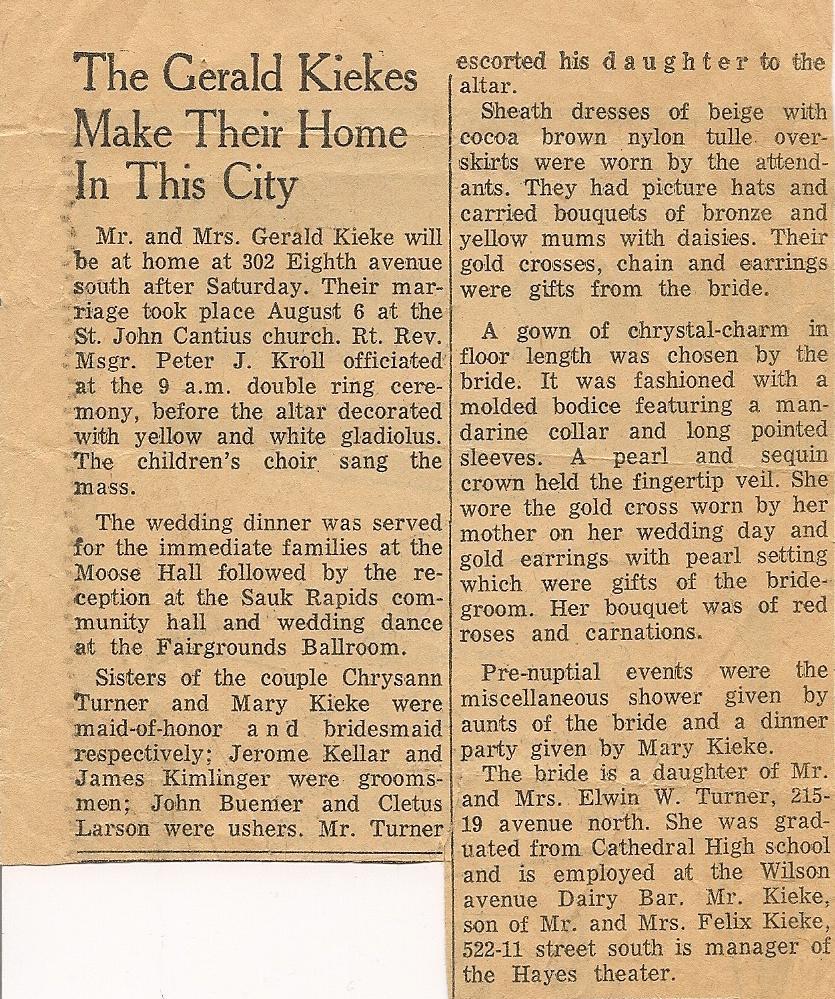 The Gerald Kiekes
Make Their Home
In This City
Mr. and Mrs. Gerald Kieke will
be at home at 302 Eighth avenue
south after Saturday. Their mar-
riage took place August 6 at the
St. John Cantius church. Rt. Rev.
Msgr. Peter J. Kroll officiated
at the 9 a.m. double ring cere-
mony, before the altar decorated
with yellow and white gladiolus.
The children's choir sang the
mass.
The wedding dinner was served
for the immediate families at the
Moose Hall followed by the re-
ception at the Sauk Rapids com-
munity hall and wedding dance
at the Fairgrounds Ballroom.
Sisters of the couple Chrysann
Turner and Mary Kieke were
maid-of-honor and bridesmaid
respectively; Jerome Kellar and
James Kimlinger were grooms-
men; John Buemer and Cletus
Larson were ushers. Mr. Turner
escorted his daughter to the
altar.
Sheath dresses of beige with
cocoa brown nylon tulle over-
skirts were worn by the attend-
ants. They had picture hats and
carried bouquets of bronze and
yellow mums with daisies. Their
gold crosses, chain and earrings
were gifts from the bride.
A gown of chrystal-charm in
floor length was chosen by the
bride. It was fashioned with a
molded bodice featuring a man-
darine collar and long pointed
sleeves. A pearl and sequin
crown held the fingertip veil. She
wore the gold cross worn by her
mother on her wedding day and
gold earrings with pearl setting
which were gifts of the bride-
groom. Her bouquet was of red
roses and carnations.
Pre-nuptial events were the
miscellaneous shower given by
aunts of the bride and a dinner
party given by Mary Kieke.
The bride is a daughter of Mr.
and Mrs. Elwin W. Turner, 215-
19 avenue north. She was grad-
uated from Cathedral High school
and is employed at the Wilson
avenue Dairy Bar. Mr. Kieke,
son of Mr. and Mrs. Felix Kieke,
522-11 street south is manager of
the Hayes theater.